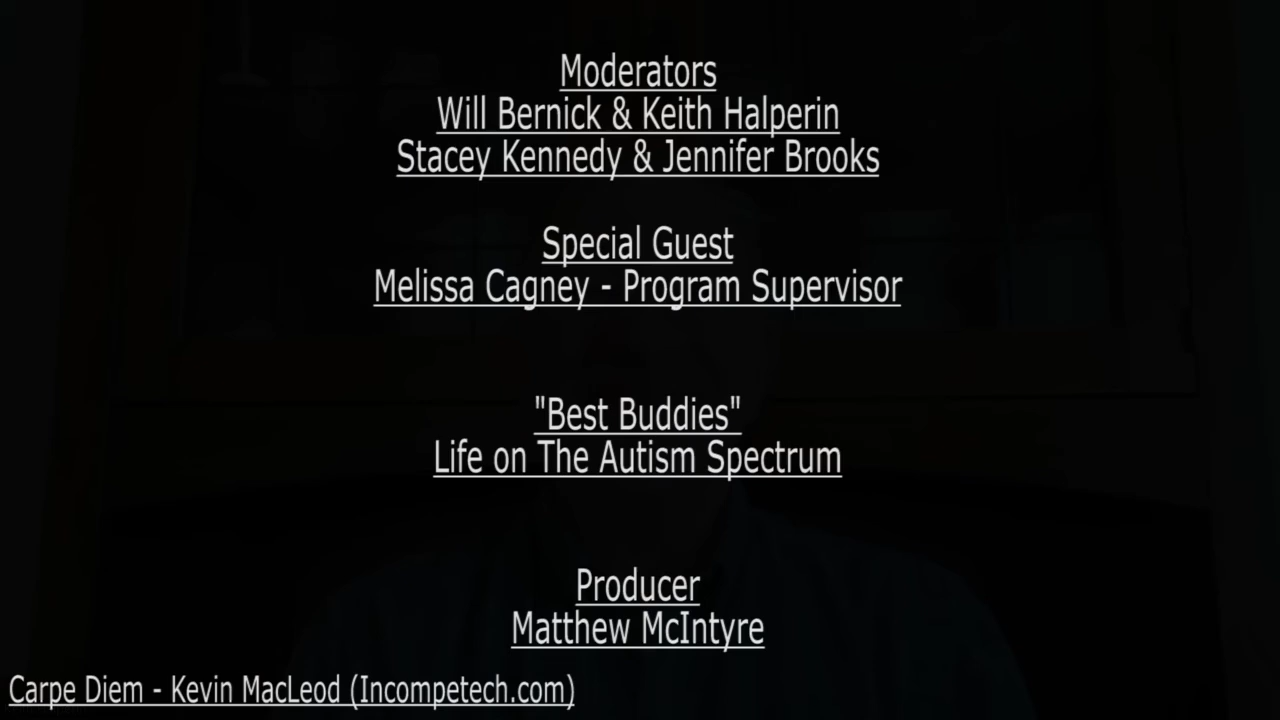 Moderators
Will Bernick & Keith Halperin
Stacey Kennedy & Jennifer Brooks
Special Guest
Melissa Cagney - Program Supervisor
"Best Buddies"
Life on The Autism Spectrum
Producer
Matthew McIntyre
Carpe Diem - Kevin MacLeod (Incompetech.com)